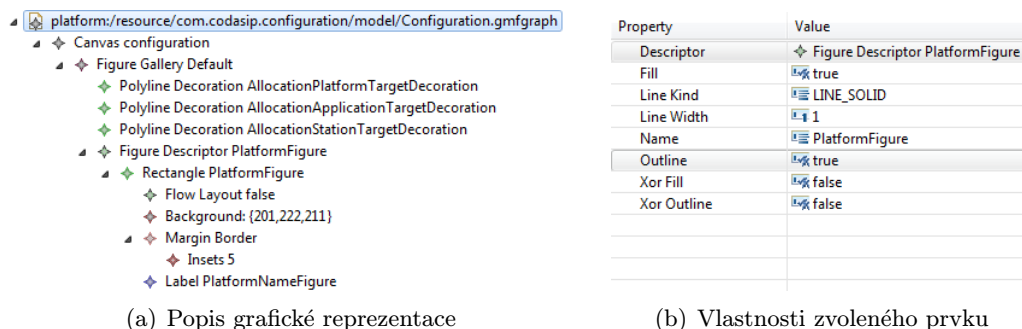 platform:/resource/com.codasip.configuration/model/Configuration.gmfgraph
Canvas configuration
Figure Gallery Default
Polyline Decoration AllocationPlatformTargetDecoration
Polyline Decoration AllocationApplicationTargetDecoration
Polyline Decoration AllocationStationTargetDecoration
Figure Descriptor PlatformFigure
Rectangle PlatformFigure
Flow Layout false
Background: {201,222,211}
Margin Border
Insets 5
Label PlatformNameFigure
(a) Popis grafické reprezentace
Property Value
Descriptor Figure Descriptor PlatformFigure
Fill true
Line Kind LINE_SOLID
Line Width 1
Name PlatformFigure
Outline true
Xor Fill false
Xor Outline false
(b) Vlastnosti zvoleného prvku